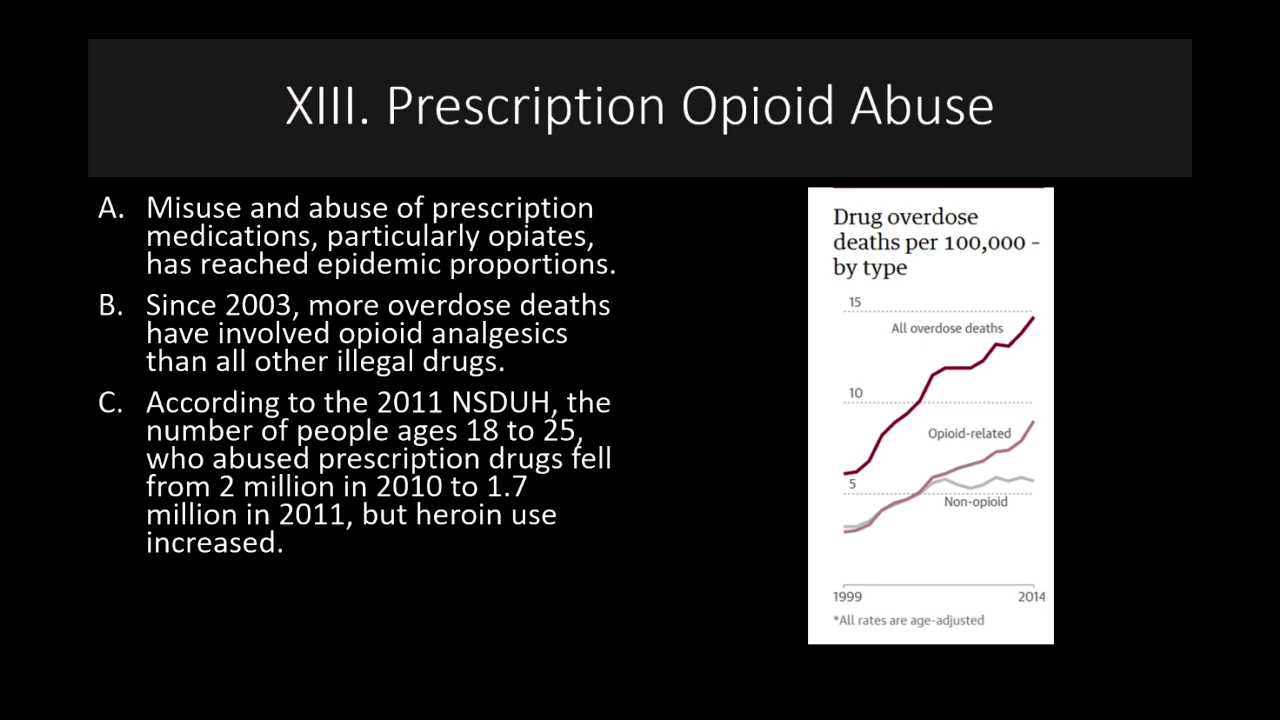 XIII. Prescription Opioid Abuse
A. Misuse and abuse of prescription
medications, particularly opiates,
has reached epidemic proportions.
B. Since 2003, more overdose deaths
have involved opioid analgesics
than all other illegal drugs.
C. According to the 2011 NSDUH, the
number of people ages 18 to 25,
who abused prescription drugs fell
from 2 million in 2010 to 1.7
million in 2011, but heroin use
increased.
Drug overdose
deaths per 100,000 -
by type
15
All overdose deaths
10
Opioid-related
5
Non-opioid
1999 2014
*All rates are age-adjusted